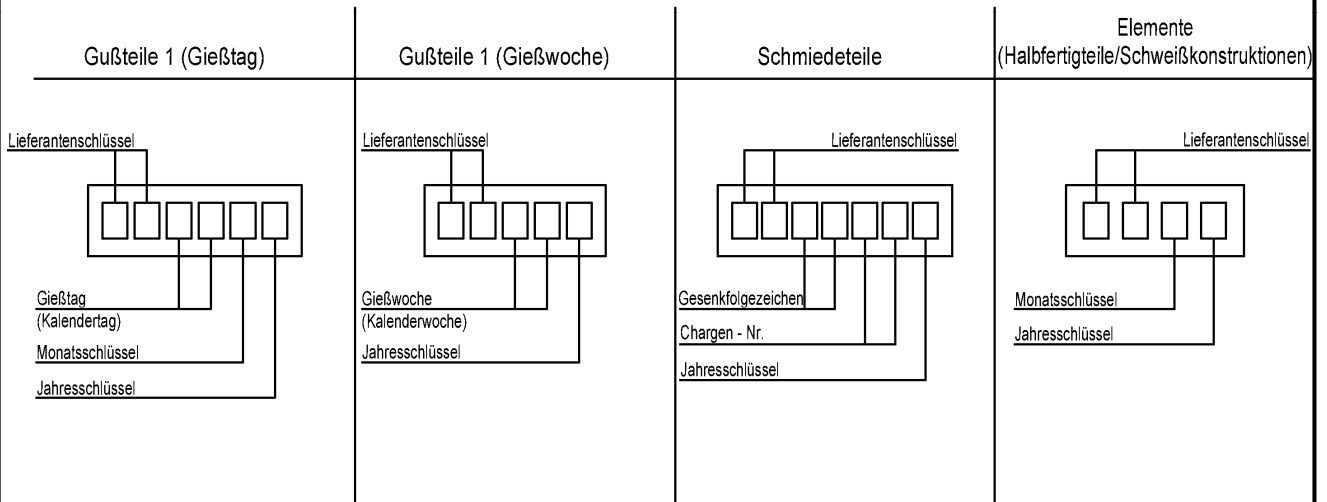 Gußteile 1 (Gießtag)
Lieferantenschlüssel
Gießtag
(Kalendertag)
Monatsschlüssel
Jahresschlüssel
Gußteile 1 (Gießwoche)
Lieferantenschlüssel
Gießwoche
(Kalenderwoche)
Jahresschlüssel
Schmiedeteile
Lieferantenschlüssel
Gesenkfolgezeichen
Chargen - Nr.
Jahresschlüssel
Elemente
(Halbfertigteile/Schweißkonstruktionen)
Lieferantenschlüssel
Monatsschlüssel
Jahresschlüssel